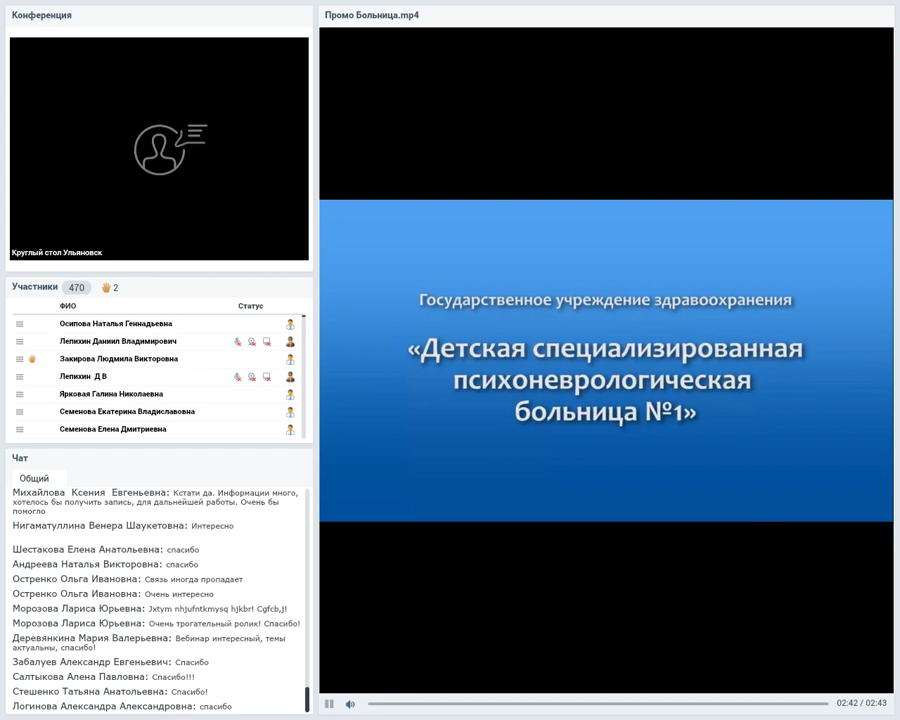 Конференция
Круглый стол Ульяновск
Участники 470 2
ФИО Статус
Осипова Наталья Геннадьевна
Лепихин Даниил Владимирович
Закирова Людмила Викторовна
Лепихин Д В
Ярковая Галина Николаевна
Семенова Екатерина Владиславовна
Семенова Елена Дмитриевна
Чат
Общий
Михайлова Ксения Евгеньевна: Кстати да. Информации много,
хотелось бы получить запись, для дальнейшей работы. Очень бы
помогло
Нигаматуллина Венера Шаукетовна: Интересно
Шестакова Елена Анатольевна: спасибо
Андреева Наталья Викторовна: спасибо
Остренко Ольга Ивановна: Связь иногда пропадает
Остренко Ольга Ивановна: Очень интересно
Морозова Лариса Юрьевна: Jxtym nhjufntkmysq hjkbr! Cgfcb,j!
Морозова Лариса Юрьевна: Очень трогательный ролик! Спасибо!
Деревянкина Мария Валерьевна: Вебинар интересный, темы
актуальны, спасибо!
Забалуев Александр Евгеньевич: Спасибо
Салтыкова Алена Павловна: Спасибо!!!
Стешенко Татьяна Анатольевна: Спасибо!
Логинова Александра Александровна: спасибо
Промо Больница.mp4
Государственное учреждение здравоохранения
«Детская специализированная
психоневрологическая
больница №1»
02:42 / 02:43